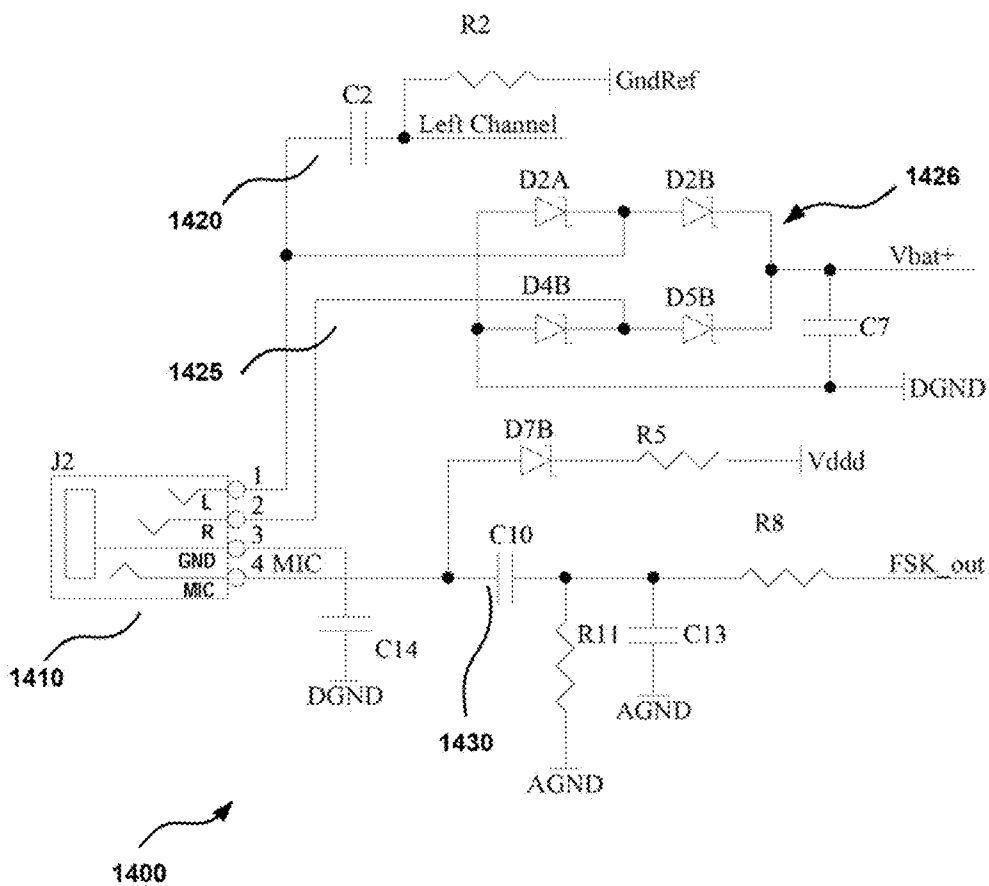 R2
GndRef
C2
Left Channel
D2A
D2B
1426
1420
Vbat+
D4B
D5B
C7
1425
DGND
D7B
R5
Vddd
J2
1
L
2
R
3
GND
4 MIC
MIC
C10
R8
FSK_out
R11
C13
C14
1410
DGND
AGND
1430
AGND
1400